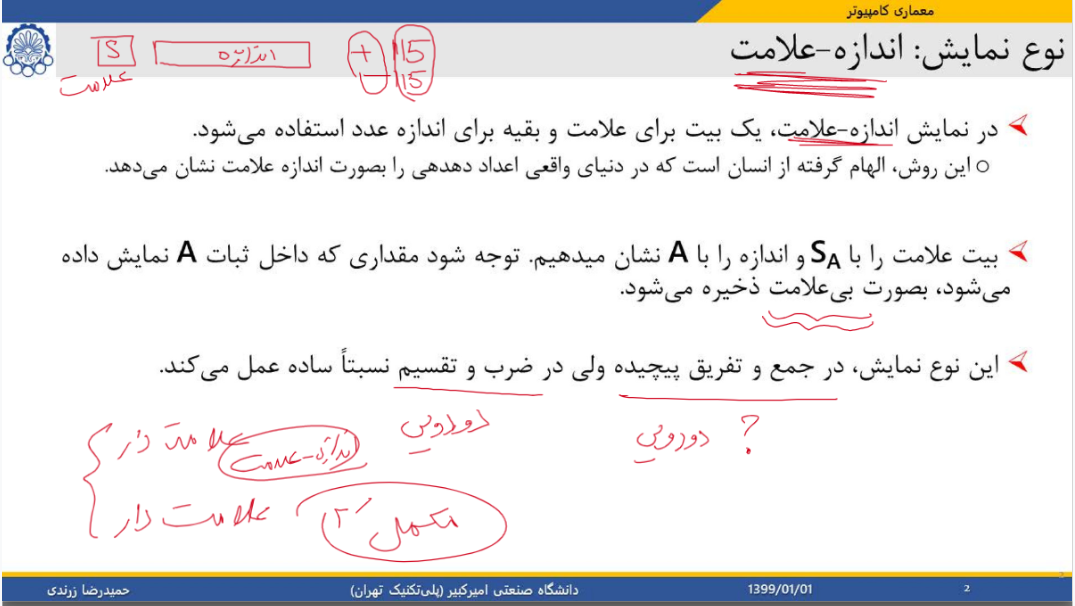 معماری کامپیوتر
نوع نمایش: اندازه-علامت
S اندازه + 15
علامت - 15
در نمایش اندازه-علامت، یک بیت برای علامت و بقیه برای اندازه عدد استفاده می‌شود.
این روش، الهام گرفته از انسان است که در دنیای واقعی اعداد دهدهی را بصورت اندازه علامت نشان می‌دهد.
بیت علامت را با SA و اندازه را با A نشان میدهیم. توجه شود مقداری که داخل ثبات A نمایش داده
می‌شود، بصورت بی‌علامت ذخیره می‌شود.
این نوع نمایش، در جمع و تفریق پیچیده ولی در ضرب و تقسیم نسبتاً ساده عمل می‌کند.
؟
علامت دار اندازه-علامت
علامت دار مکمل ۲
حمیدرضا زرندی دانشگاه صنعتی امیرکبیر (پلی‌تکنیک تهران) 1399/01/01 2